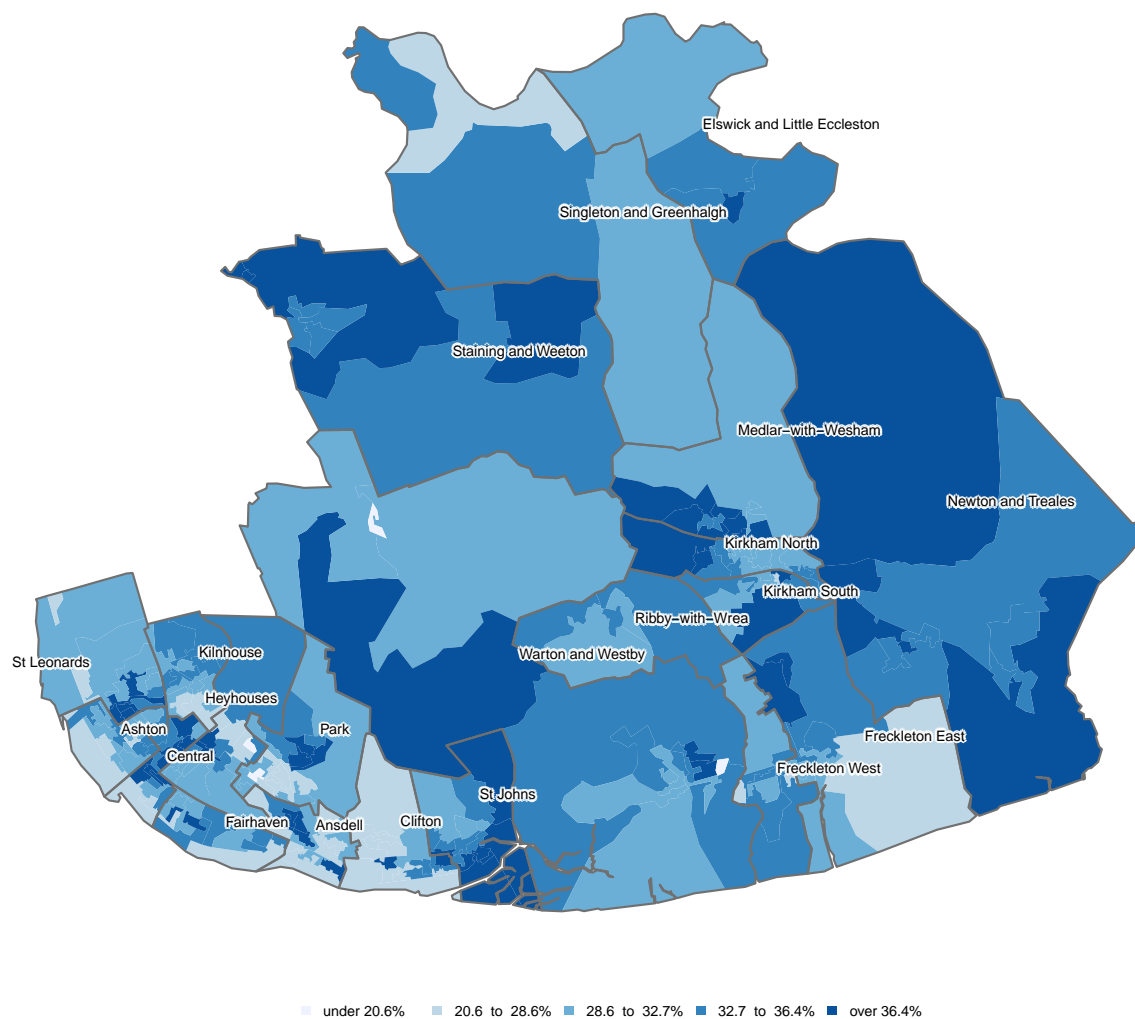 Elswick and Little Eccleston
Singleton and Greenhalgh
Staining and Weeton
Medlar–with–Wesham
Newton and Treales
Kirkham North
Kirkham South
Ribby–with–Wrea
Warton and Westby
Kilnhouse
St Leonards
Heyhouses
Ashton
Park
Central
Freckleton East
Freckleton West
St Johns
Fairhaven
Ansdell
Clifton
under 20.6%
20.6 to 28.6%
28.6 to 32.7%
32.7 to 36.4%
over 36.4%